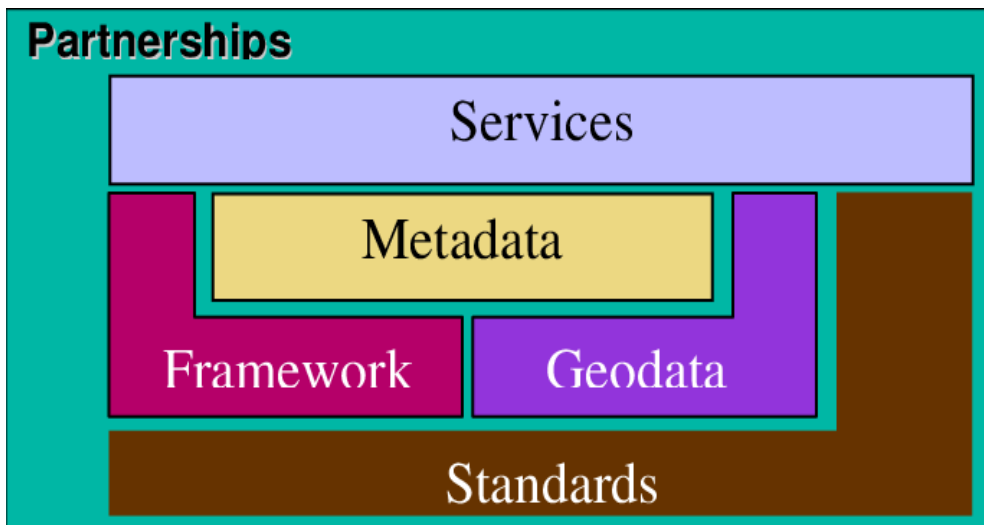 Partnerships
Services
Metadata
Framework
Geodata
Standards